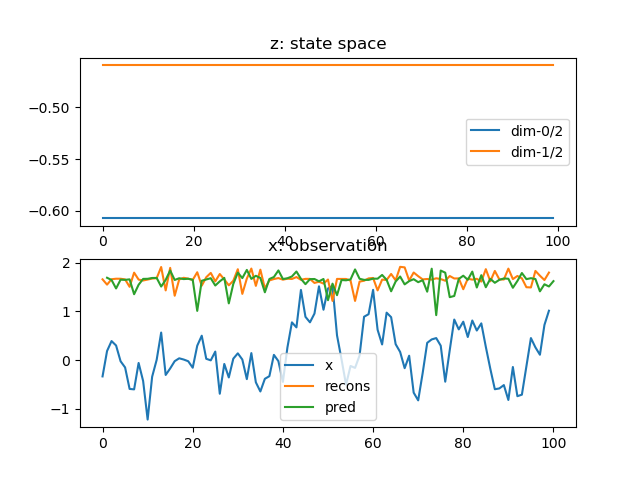 z: state space
−0.50
−0.55
−0.60
dim-0/2
dim-1/2
0 20 40 60 80 100
x: observation
2
1
0
−1
x
recons
pred
0 20 40 60 80 100